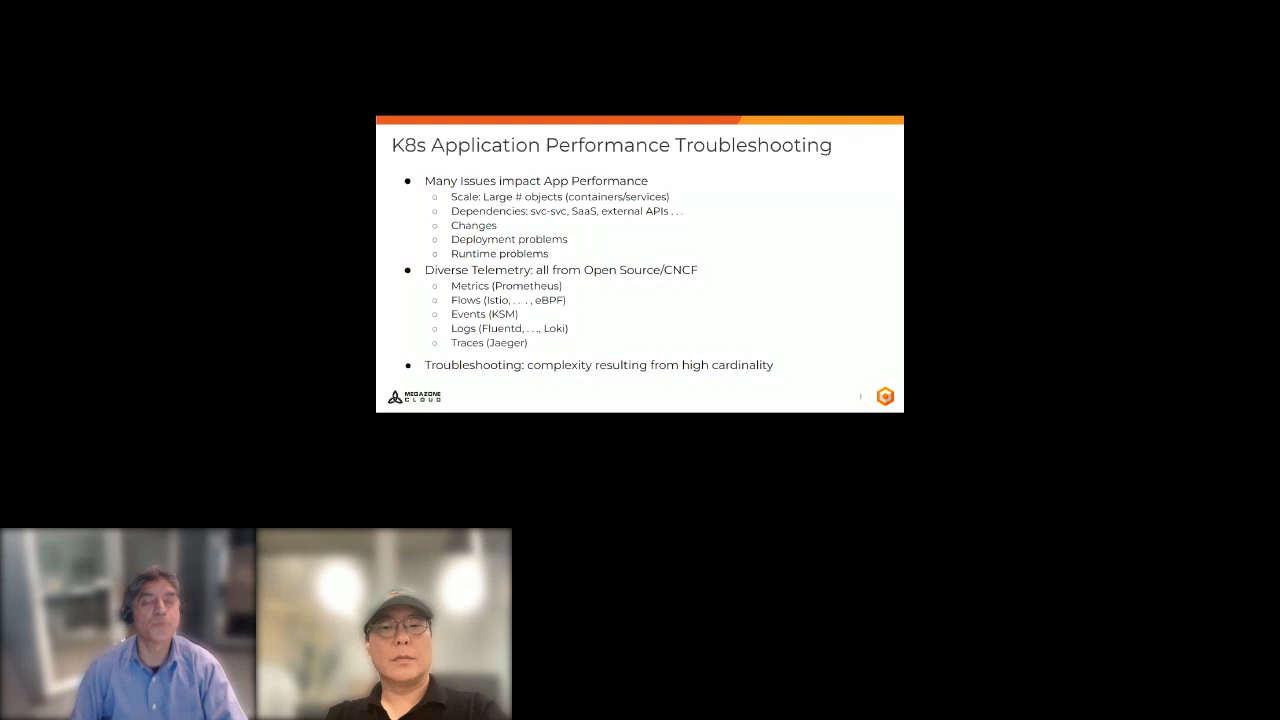 K8s Application Performance Troubleshooting
● Many Issues impact App Performance
○ Scale: Large # objects (containers/services)
○ Dependencies: svc-svc, SaaS, external APIs . . .
○ Changes
○ Deployment problems
○ Runtime problems
● Diverse Telemetry: all from Open Source/CNCF
○ Metrics (Prometheus)
○ Flows (Istio, . . . , eBPF)
○ Events (KSM)
○ Logs (Fluentd, . . ., Loki)
○ Traces (Jaeger)
● Troubleshooting: complexity resulting from high cardinality
MEGAZONE
CLOUD